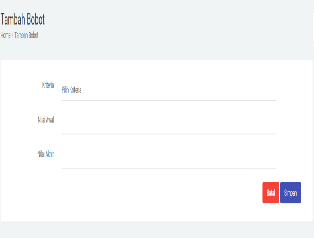 Tambah Bobot
Home / Tambah Bobot
Kriteria
Pilih Kriteria
Nilai Awal
Nilai Akhir
Batal
Simpan